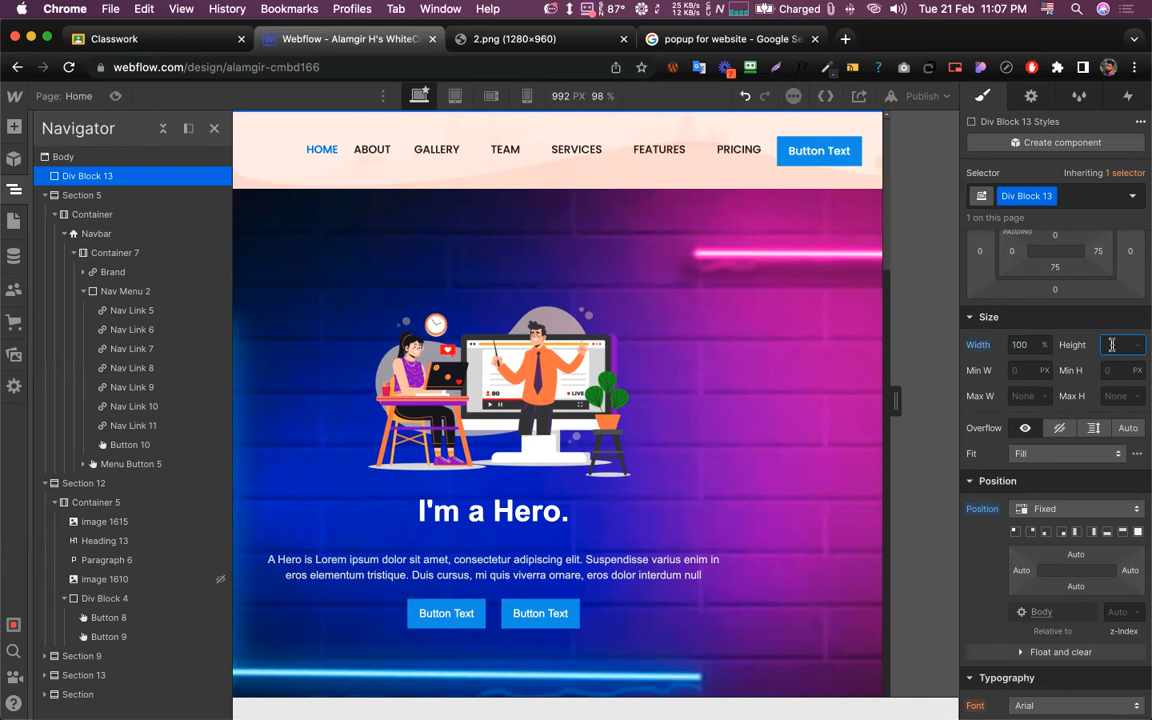 Chrome File Edit View History Bookmarks Profiles Tab Window Help 87° 25 KB/s 12 KB/s Charged Tue 21 Feb 11:07 PM
Classwork Webflow - Alamgir H's WhiteC 2.png (1280×960) popup for website - Google Se
webflow.com/design/alamgir-cmbd166 7
Page: Home 992 PX 98 % Publish
Navigator
Body
Div Block 13
Section 5
Container
Navbar
Container 7
Brand
Nav Menu 2
Nav Link 5
Nav Link 6
Nav Link 7
Nav Link 8
Nav Link 9
Nav Link 10
Nav Link 11
Button 10
Menu Button 5
Section 12
Container 5
image 1615
Heading 13
Paragraph 6
image 1610
Div Block 4
Button 8
Button 9
Section 9
Section 13
Section
HOME ABOUT GALLERY TEAM SERVICES FEATURES PRICING Button Text
80 LIVE
I'm a Hero.
A Hero is Lorem ipsum dolor sit amet, consectetur adipiscing elit. Suspendisse varius enim in
eros elementum tristique. Duis cursus, mi quis viverra ornare, eros dolor interdum null
Button Text Button Text
Div Block 13 Styles
Create component
Selector Inheriting 1 selector
Div Block 13
1 on this page
PADDING 0
0 0 75 0
75
0
Size
Width 100 % Height -
Min W 0 PX Min H 0 PX
Max W None - Max H None -
Overflow Auto
Fit Fill
Position
Position Fixed
Auto
Auto Auto
Auto
Body Auto
Relative to z-Index
Float and clear
Typography
Font Arial